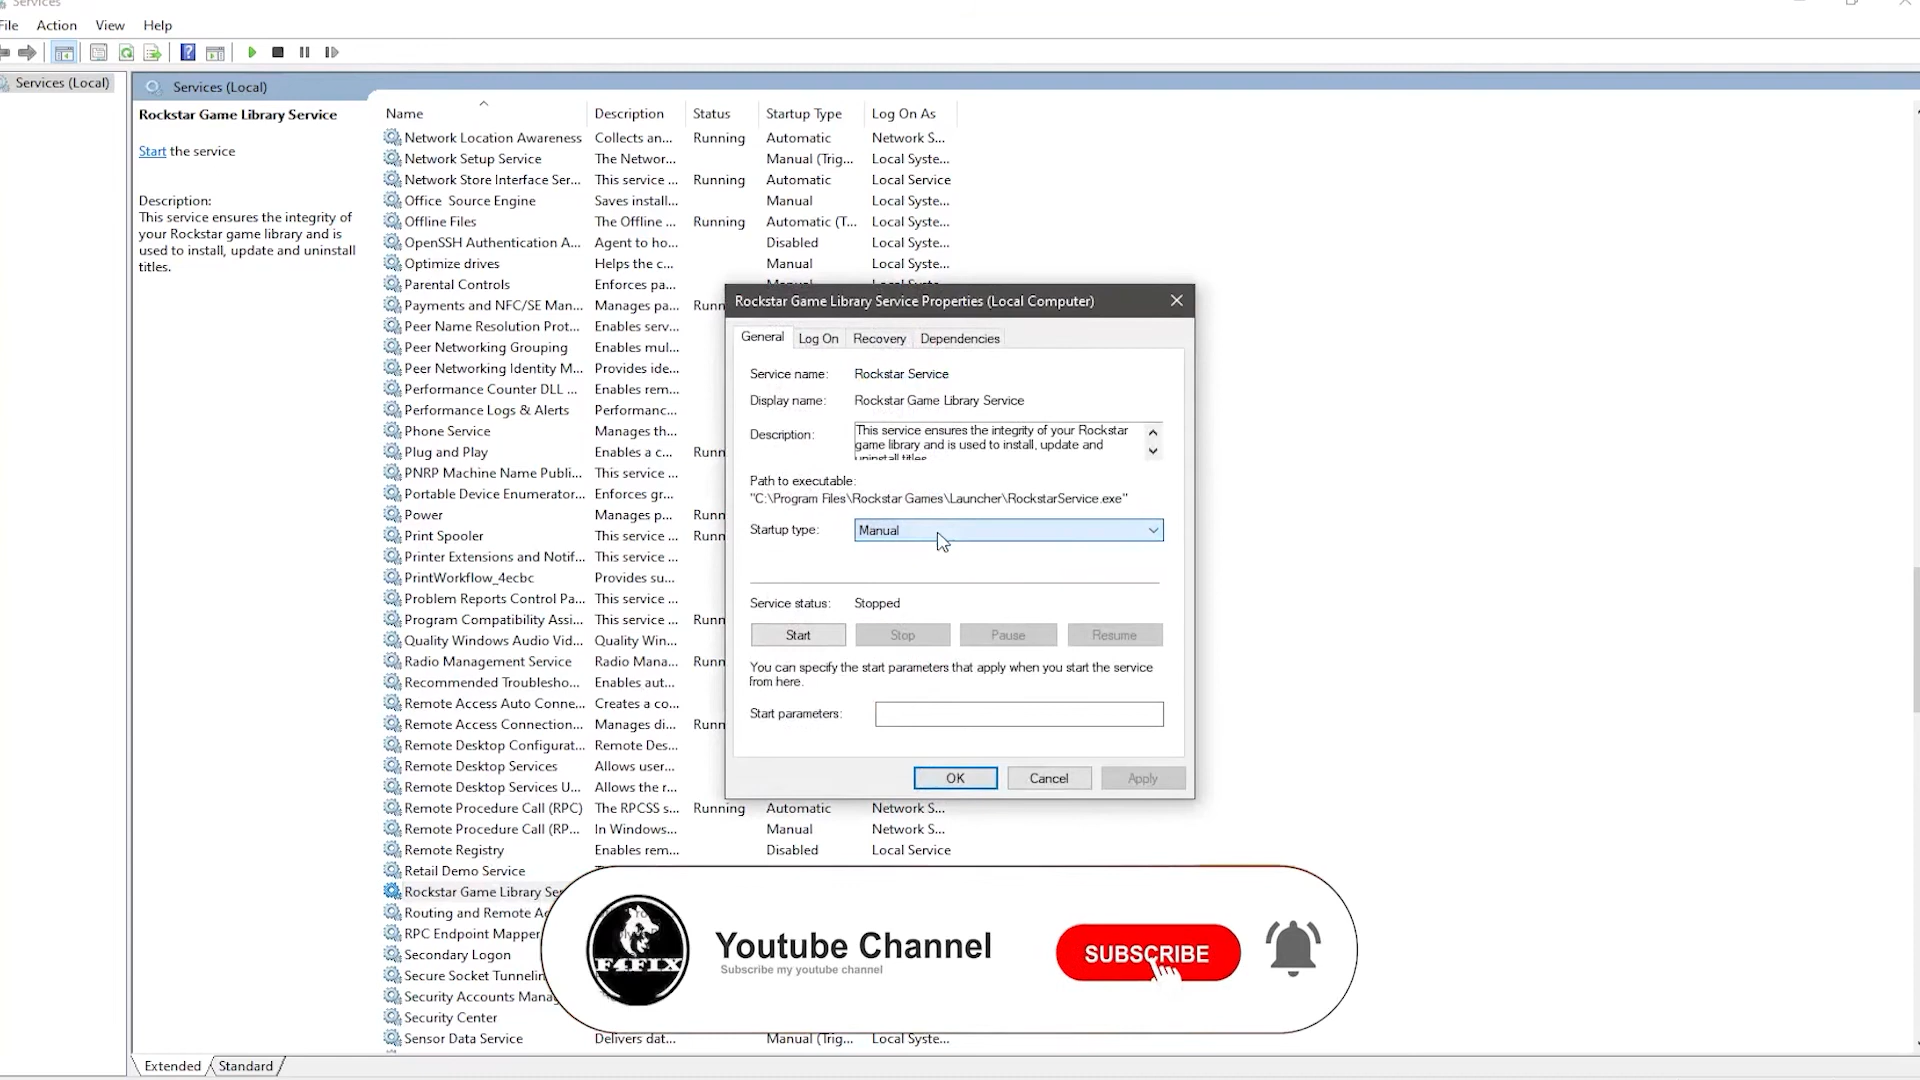 Services
File Action View Help
Services (Local)
Services (Local)
Rockstar Game Library Service
Start the service
Description:
This service ensures the integrity of
your Rockstar game library and is
used to install, update and uninstall
titles.
Name Description Status Startup Type Log On As
Network Location Awareness Collects an... Running Automatic Network S...
Network Setup Service The Networ... Manual (Trig... Local Syste...
Network Store Interface Ser... This service ... Running Automatic Local Service
Office Source Engine Saves install... Manual Local Syste...
Offline Files The Offline ... Running Automatic (T... Local Syste...
OpenSSH Authentication A... Agent to ho... Disabled Local Syste...
Optimize drives Helps the c... Manual Local Syste...
Parental Controls Enforces pa...
Payments and NFC/SE Man... Manages pa... Runn
Peer Name Resolution Prot... Enables serv...
Peer Networking Grouping Enables mul...
Peer Networking Identity M... Provides ide...
Performance Counter DLL ... Enables rem...
Performance Logs & Alerts Performanc...
Phone Service Manages th...
Plug and Play Enables a c... Runn
PNRP Machine Name Publi... This service ...
Portable Device Enumerator... Enforces gr...
Power Manages p... Runn
Print Spooler This service ... Runn
Printer Extensions and Notif... This service ...
PrintWorkflow_4ecbc Provides su...
Problem Reports Control Pa... This service ...
Program Compatibility Assi... This service ... Runn
Quality Windows Audio Vid... Quality Win...
Radio Management Service Radio Mana... Runn
Recommended Troublesho... Enables aut...
Remote Access Auto Conne... Creates a co...
Remote Access Connection... Manages di... Runn
Remote Desktop Configurat... Remote Des...
Remote Desktop Services Allows user...
Remote Desktop Services U... Allows the r...
Remote Procedure Call (RPC) The RPCSS s... Running Automatic Network S...
Remote Procedure Call (RP... In Windows... Manual Network S...
Remote Registry Enables rem... Disabled Local Service
Retail Demo Service
Rockstar Game Library Se
Routing and Remote Ac
RPC Endpoint Mapper
Secondary Logon
Secure Socket Tunnelin
Security Accounts Manag
Security Center
Sensor Data Service Delivers dat... Manual (Trig... Local Syste...
Extended Standard
Rockstar Game Library Service Properties (Local Computer)
General Log On Recovery Dependencies
Service name: Rockstar Service
Display name: Rockstar Game Library Service
Description: This service ensures the integrity of your Rockstar
game library and is used to install, update and
uninstall titles
Path to executable:
"C:\Program Files\Rockstar Games\Launcher\RockstarService.exe"
Startup type: Manual
Service status: Stopped
Start Stop Pause Resume
You can specify the start parameters that apply when you start the service
from here.
Start parameters:
OK Cancel Apply
F4FIX
Youtube Channel
Subscribe my youtube channel
SUBSCRIBE